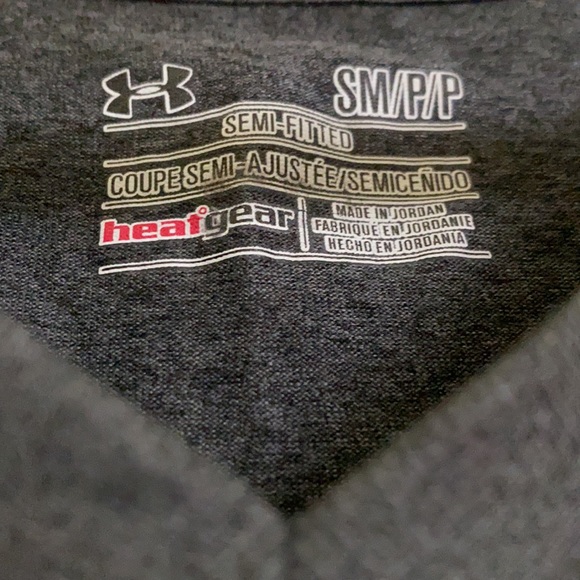 SM/P/P
SEMI-FITTED
COUPE SEMI-AJUSTÉE/SEMICEÑIDO
heatgear
MADE IN JORDAN
FABRIQUÉ EN JORDANIE
HECHO EN JORDANIA